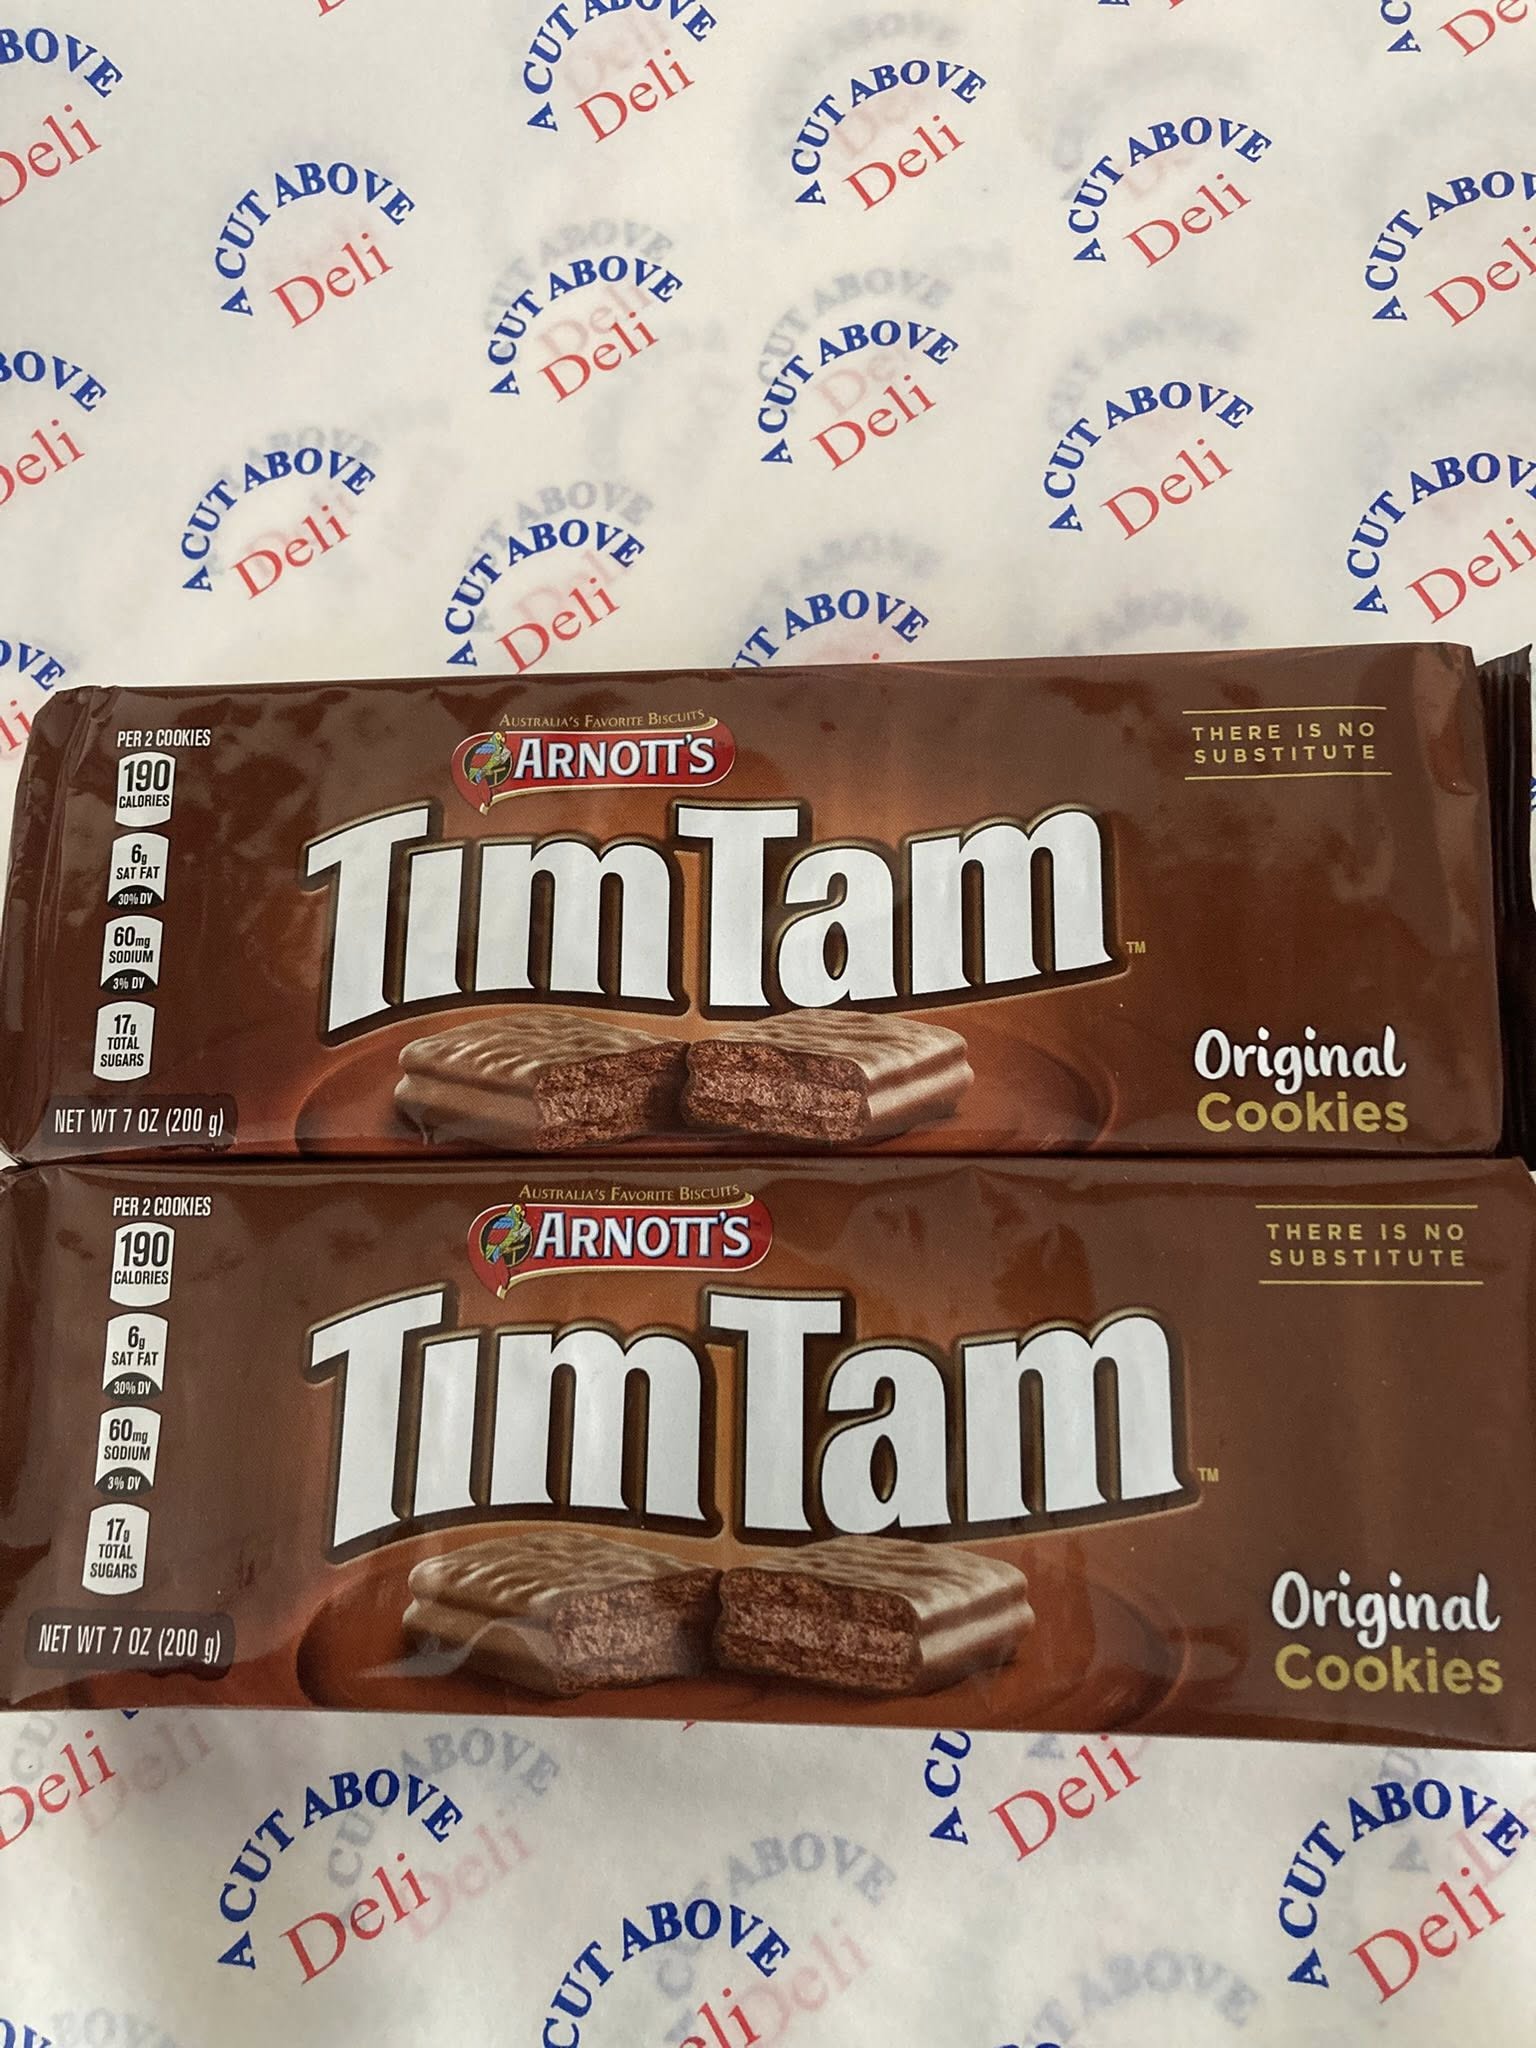 A CUT ABOVE
Deli
AUSTRALIA'S FAVORITE BISCUITS
ARNOTT'S
TimTam
TM
THERE IS NO
SUBSTITUTE
PER 2 COOKIES
190
CALORIES
6g
SAT FAT
30% DV
60mg
SODIUM
3% DV
17g
TOTAL
SUGARS
NET WT 7 OZ (200 g)
Original
Cookies
AUSTRALIA'S FAVORITE BISCUITS
ARNOTT'S
TimTam
TM
THERE IS NO
SUBSTITUTE
PER 2 COOKIES
190
CALORIES
6g
SAT FAT
30% DV
60mg
SODIUM
3% DV
17g
TOTAL
SUGARS
NET WT 7 OZ (200 g)
Original
Cookies
A CUT ABOVE
Deli